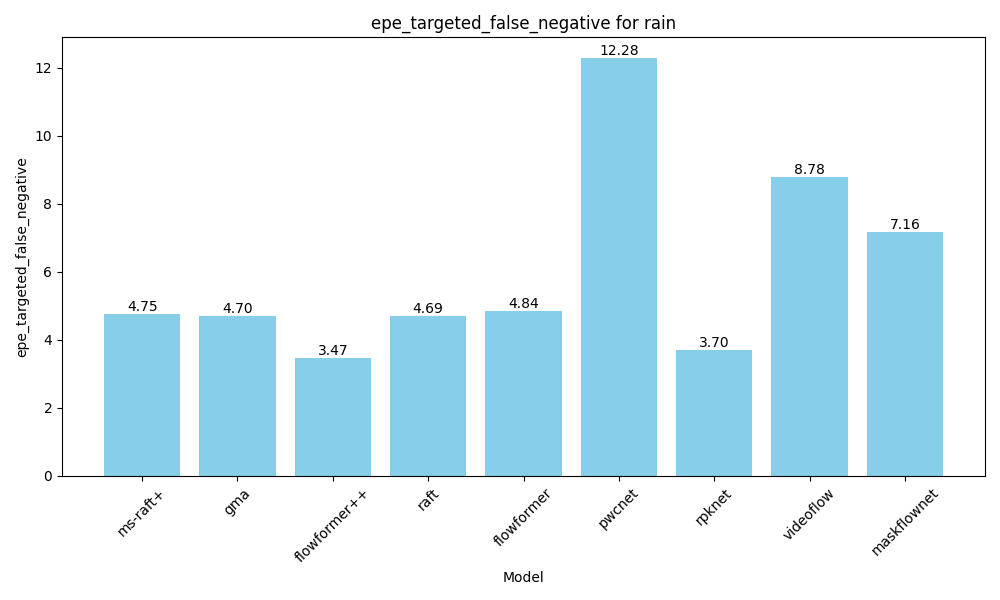 epe_targeted_false_negative for rain
epe_targeted_false_negative
12
10
8
6
4
2
0
4.75
4.70
3.47
4.69
4.84
12.28
3.70
8.78
7.16
ms-raft+
gma
flowformer++
raft
flowformer
pwcnet
rpknet
videoflow
maskflownet
Model